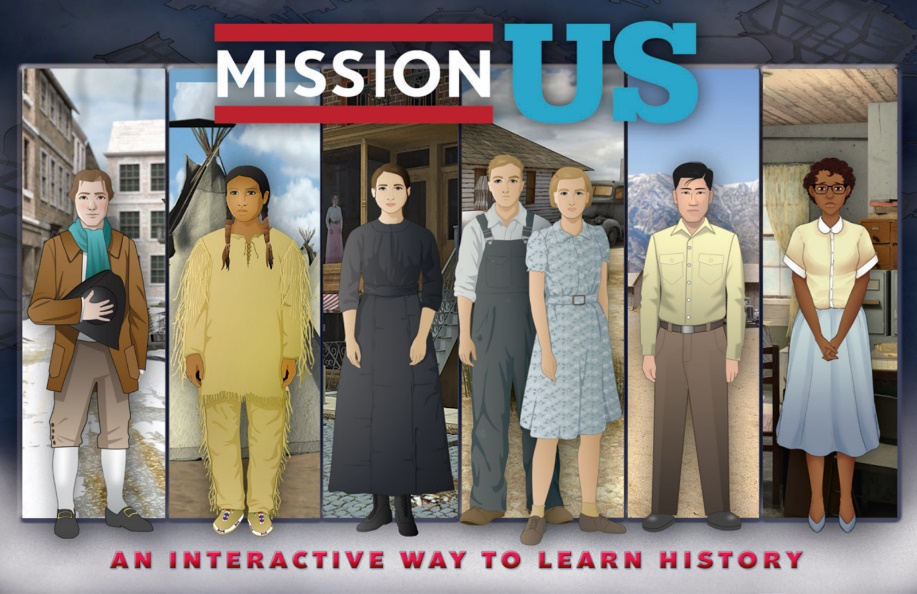 MISSION US
AN INTERACTIVE WAY TO LEARN HISTORY